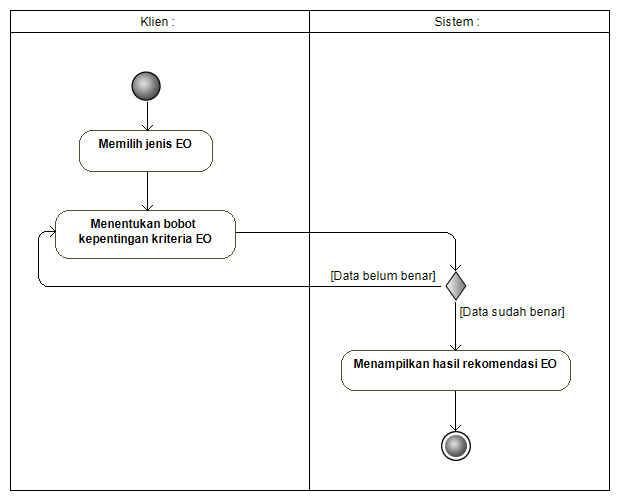 Klien :
Sistem :
Memilih jenis EO
Menentukan bobot
kepentingan kriteria EO
[Data belum benar]
[Data sudah benar]
Menampilkan hasil rekomendasi EO